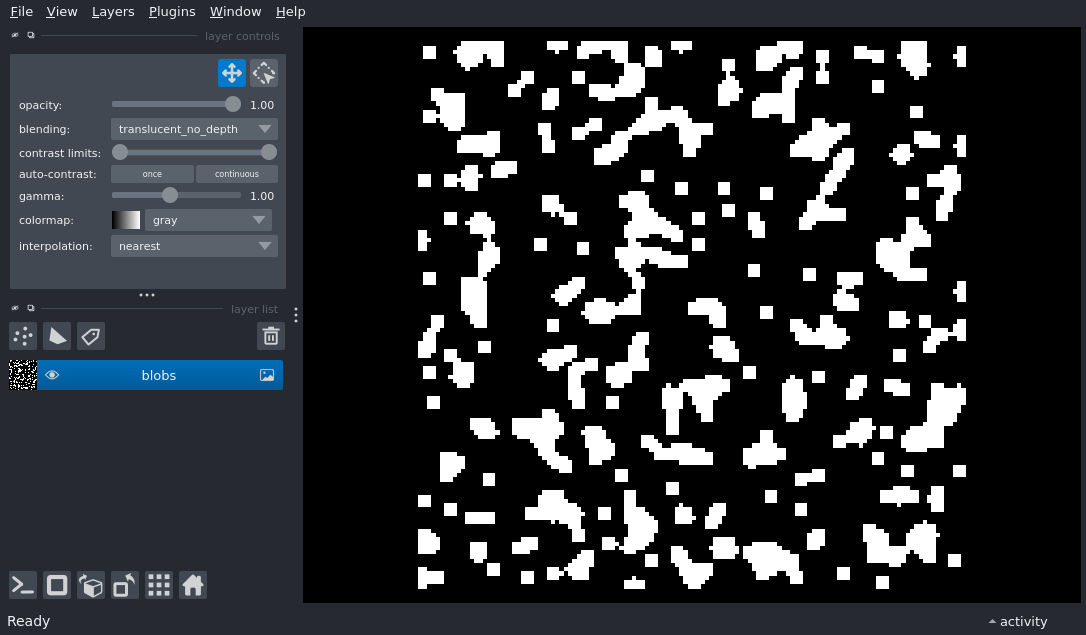 File View Layers Plugins Window Help
layer controls
opacity: 1.00
blending: translucent_no_depth
contrast limits:
auto-contrast: once continuous
gamma: 1.00
colormap: gray
interpolation: nearest
layer list
blobs
Ready activity